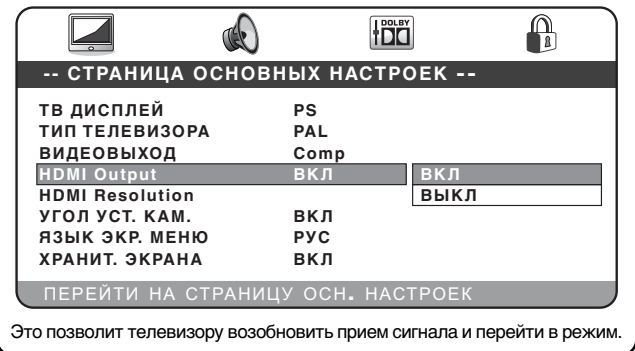 DOLBY
-- СТРАНИЦА ОСНОВНЫХ НАСТРОЕК --
ТВ ДИСПЛЕЙ PS
ТИП ТЕЛЕВИЗОРА PAL
ВИДЕОВЫХОД Comp
HDMI Output ВКЛ ВКЛ
HDMI Resolution ВЫКЛ
УГОЛ УСТ. КАМ. ВКЛ
ЯЗЫК ЭКР. МЕНЮ РУС
ХРАНИТ. ЭКРАНА ВКЛ
ПЕРЕЙТИ НА СТРАНИЦУ ОСН. НАСТРОЕК
Это позволит телевизору возобновить прием сигнала и перейти в режим.